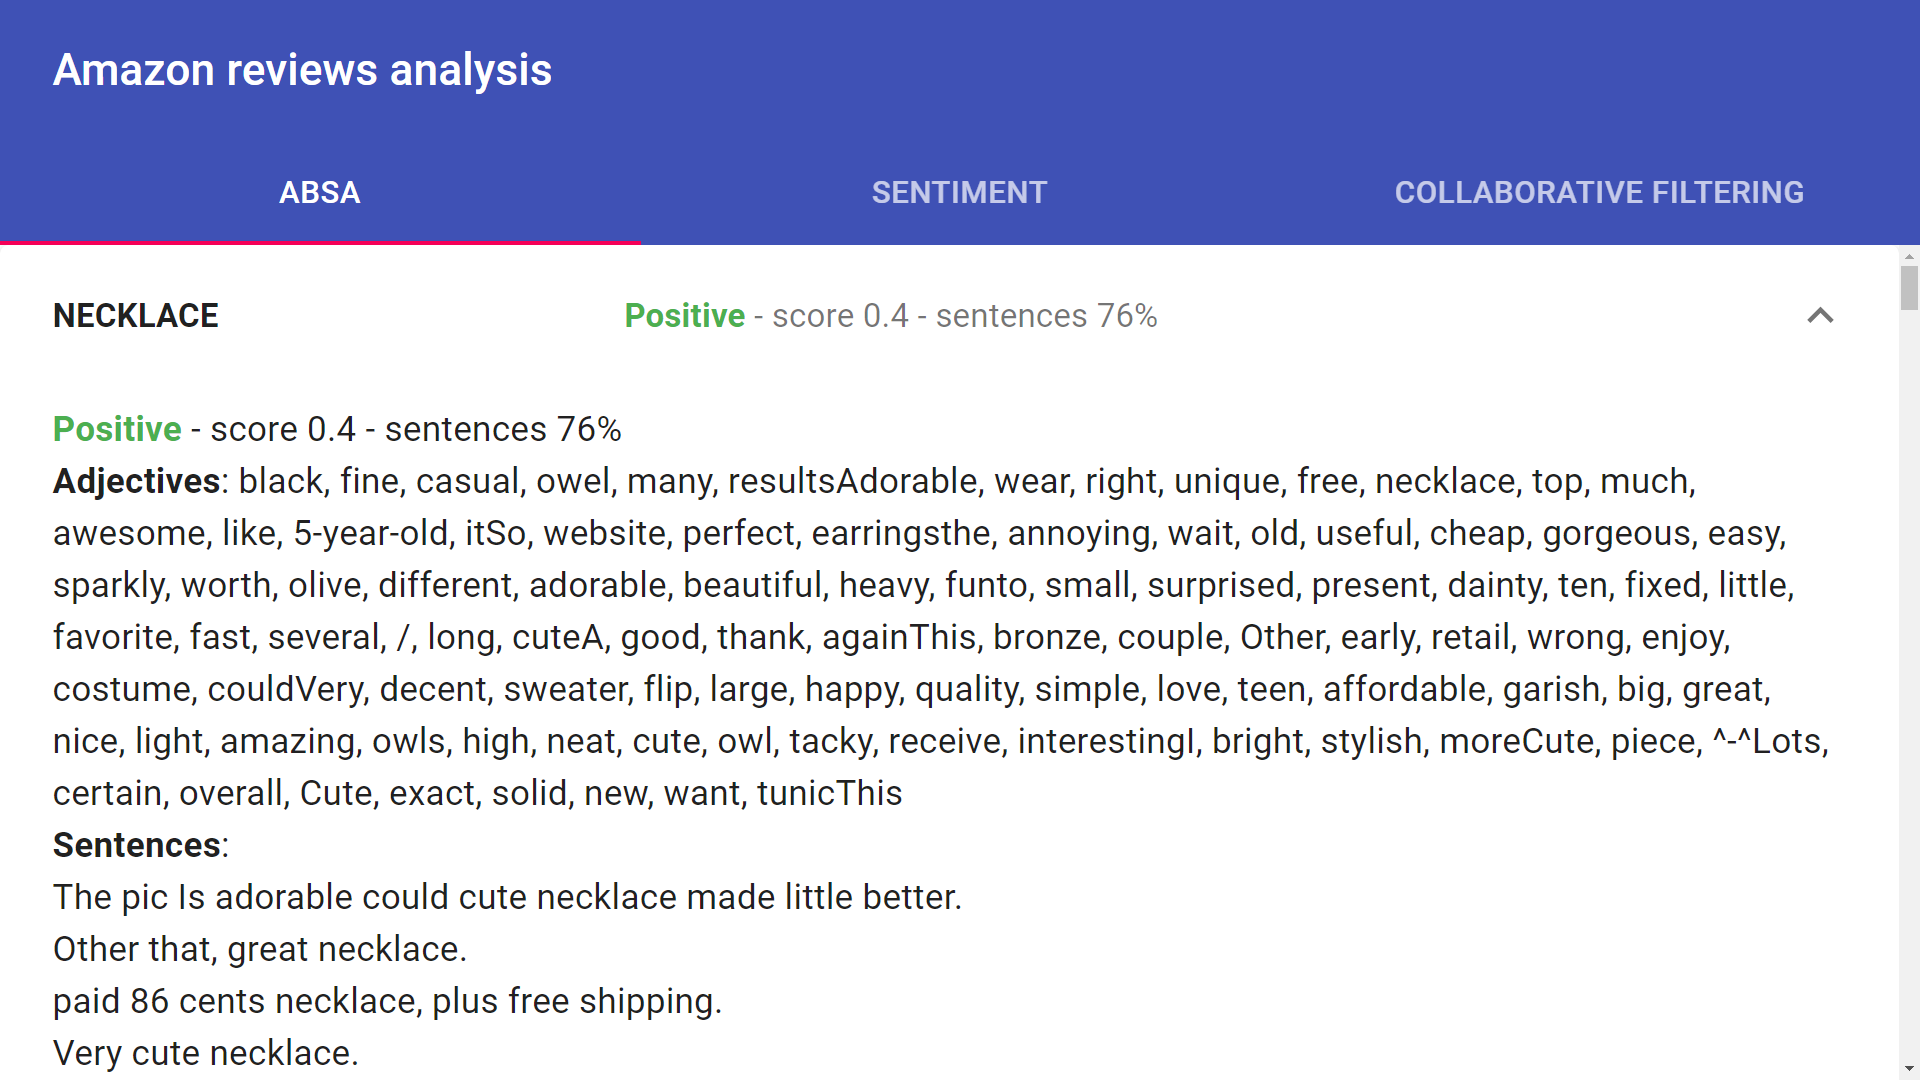 Amazon reviews analysis
ABSA
SENTIMENT
COLLABORATIVE FILTERING
NECKLACE
Positive - score 0.4 - sentences 76%
Positive - score 0.4 - sentences 76%
Adjectives: black, fine, casual, owel, many, resultsAdorable, wear, right, unique, free, necklace, top, much,
awesome, like, 5-year-old, itSo, website, perfect, earringsthe, annoying, wait, old, useful, cheap, gorgeous, easy,
sparkly, worth, olive, different, adorable, beautiful, heavy, funto, small, surprised, present, dainty, ten, fixed, little,
favorite, fast, several, /, long, cuteA, good, thank, againThis, bronze, couple, Other, early, retail, wrong, enjoy,
costume, couldVery, decent, sweater, flip, large, happy, quality, simple, love, teen, affordable, garish, big, great,
nice, light, amazing, owls, high, neat, cute, owl, tacky, receive, interestingI, bright, stylish, moreCute, piece, ^-^Lots,
certain, overall, Cute, exact, solid, new, want, tunicThis
Sentences:
The pic Is adorable could cute necklace made little better.
Other that, great necklace.
paid 86 cents necklace, plus free shipping.
Very cute necklace.